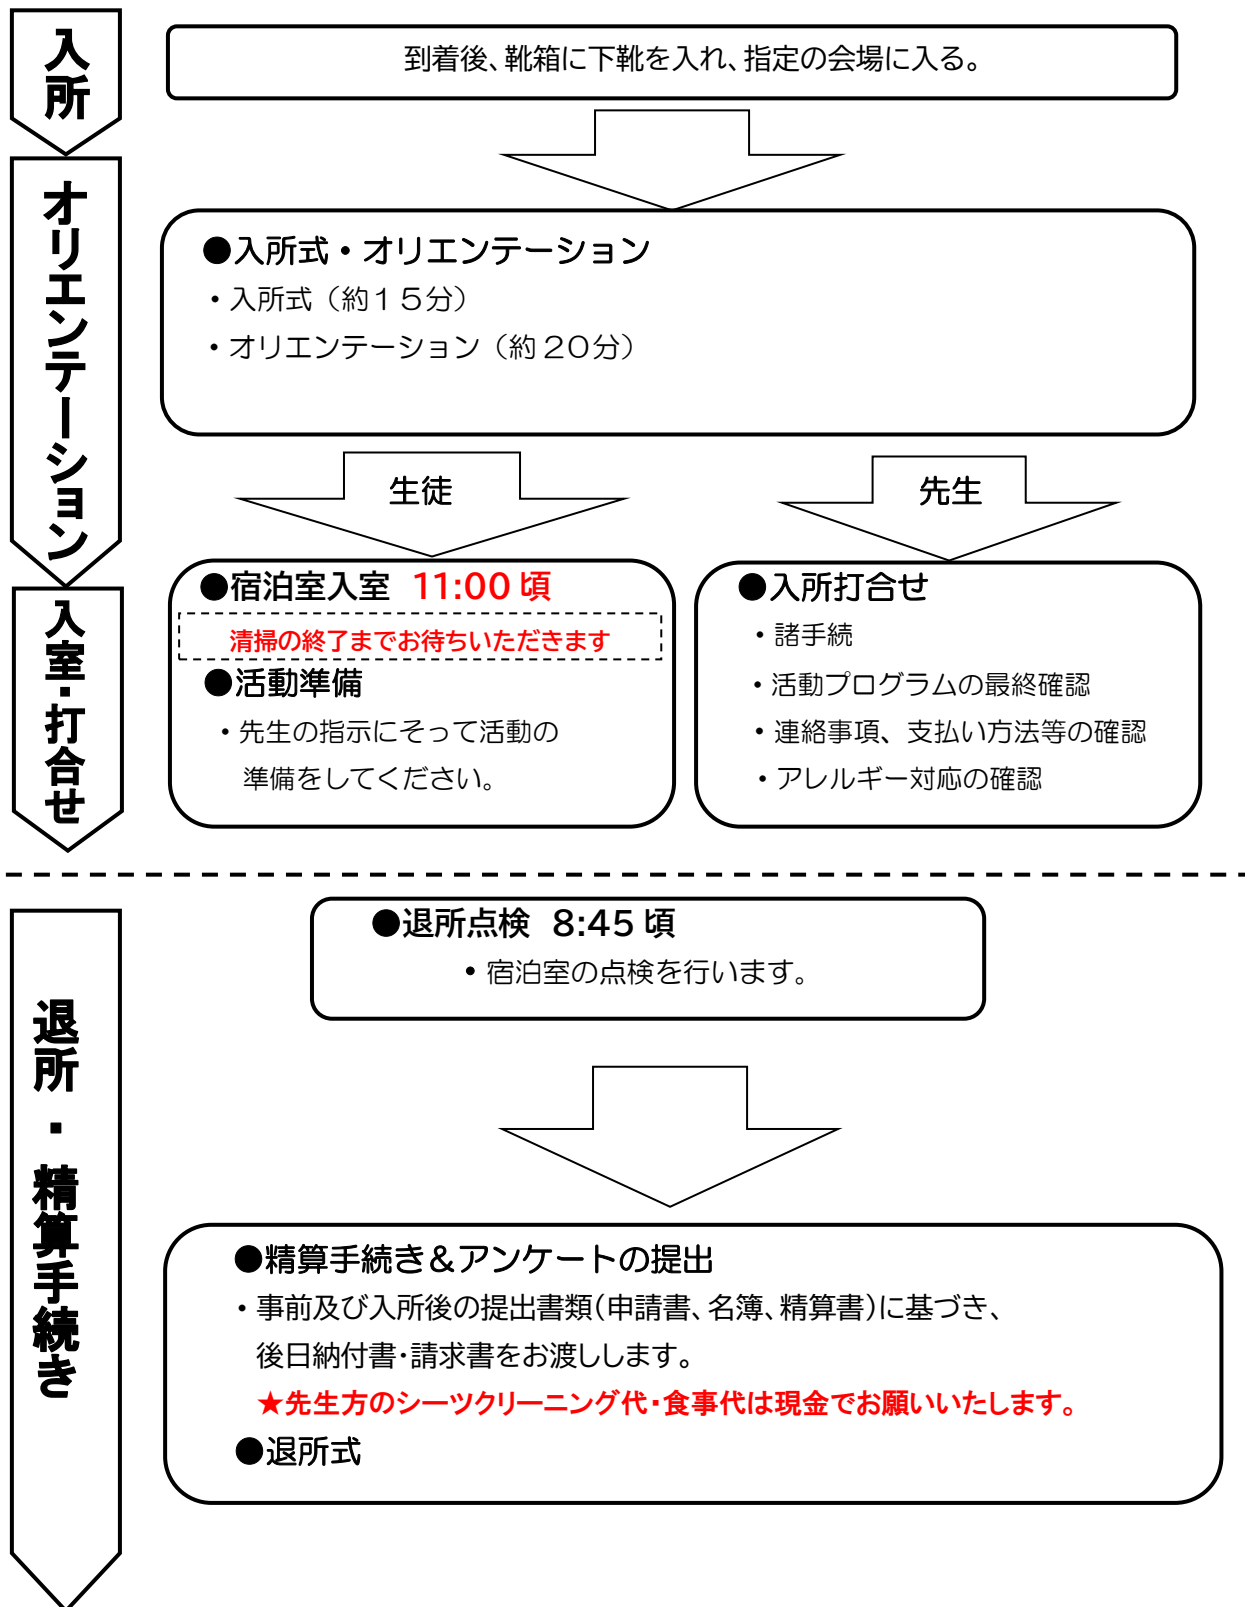 入所
到着後、靴箱に下靴を入れ、指定の会場に入る。
オリエンテーション
●入所式・オリエンテーション
・入所式（約１５分）
・オリエンテーション（約２０分）
生徒
先生
入室・打合せ
●宿泊室入室 11:00 頃
清掃の終了までお待ちいただきます
●活動準備
・先生の指示にそって活動の
準備をしてください。
●入所打合せ
・諸手続
・活動プログラムの最終確認
・連絡事項、支払い方法等の確認
・アレルギー対応の確認
退所・精算手続き
●退所点検 8:45 頃
・宿泊室の点検を行います。
●精算手続き＆アンケートの提出
・事前及び入所後の提出書類（申請書、名簿、精算書）に基づき、
後日納付書・請求書をお渡しします。
★先生方のシーツクリーニング代・食事代は現金でお願いいたします。
●退所式